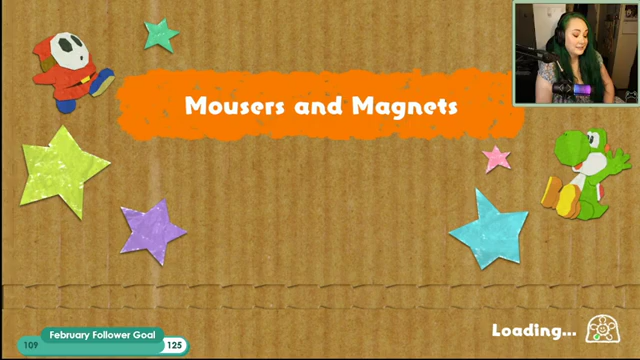 Mousers and Magnets
Loading...
February Follower Goal
109
125